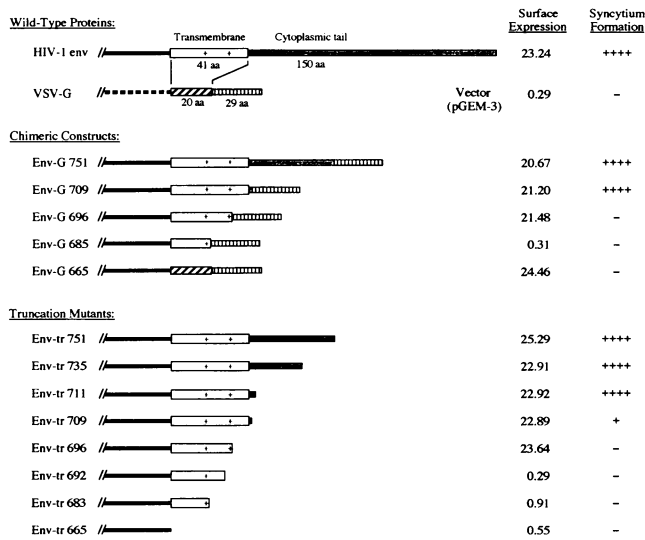 Wild-Type Proteins:
Surface Expression
Syncytium Formation
Transmembrane
Cytoplasmic tail
HIV-1 env // + + 23.24 ++++
41 aa
150 aa
VSV-G // Vector (pGEM-3) 0.29 –
20 aa
29 aa
Chimeric Constructs:
Env-G 751 // + + 20.67 ++++
Env-G 709 // + + 21.20 ++++
Env-G 696 // + + 21.48 –
Env-G 685 // + 0.31 –
Env-G 665 // 24.46 –
Truncation Mutants:
Env-tr 751 // + + 25.29 ++++
Env-tr 735 // + + 22.91 ++++
Env-tr 711 // + + 22.92 ++++
Env-tr 709 // + + 22.89 +
Env-tr 696 // + + 23.64 –
Env-tr 692 // + 0.29 –
Env-tr 683 // + 0.91 –
Env-tr 665 // 0.55 –